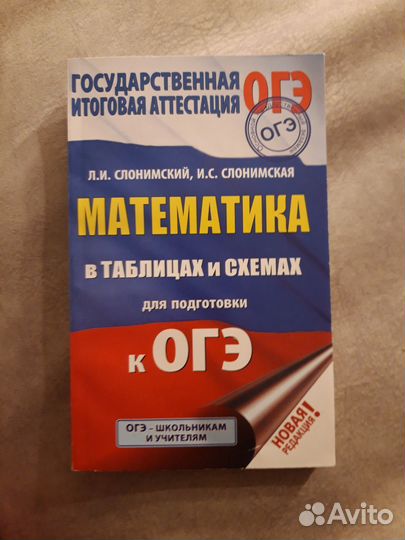 ГОСУДАРСТВЕННАЯ
ИТОГОВАЯ АТТЕСТАЦИЯ
ОГЭ
ОГЭ
Л.И. СЛОНИМСКИЙ, И.С. СЛОНИМСКАЯ
МАТЕМАТИКА
в ТАБЛИЦАХ и СХЕМАХ
для подготовки
к ОГЭ
ОГЭ – ШКОЛЬНИКАМ
И УЧИТЕЛЯМ
НОВАЯ
РЕДАКЦИЯ!
Avito